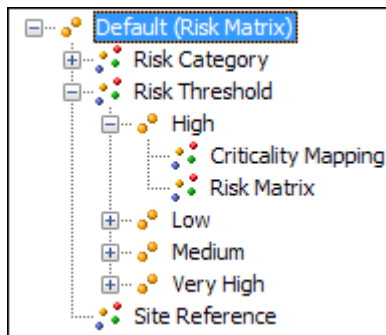 Default (Risk Matrix)
Risk Category
Risk Threshold
High
Criticality Mapping
Risk Matrix
Low
Medium
Very High
Site Reference